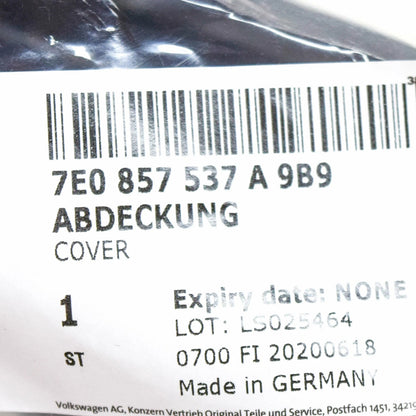 7E0 857 537 A 9B9
ABDECKUNG
COVER
1
Expiry date: NONE
LOT: LS025464
ST
0700 FI 20200618
Made in GERMANY
Volkswagen AG, Konzern Vertrieb Original Teile und Service, Postfach 1451, 34219